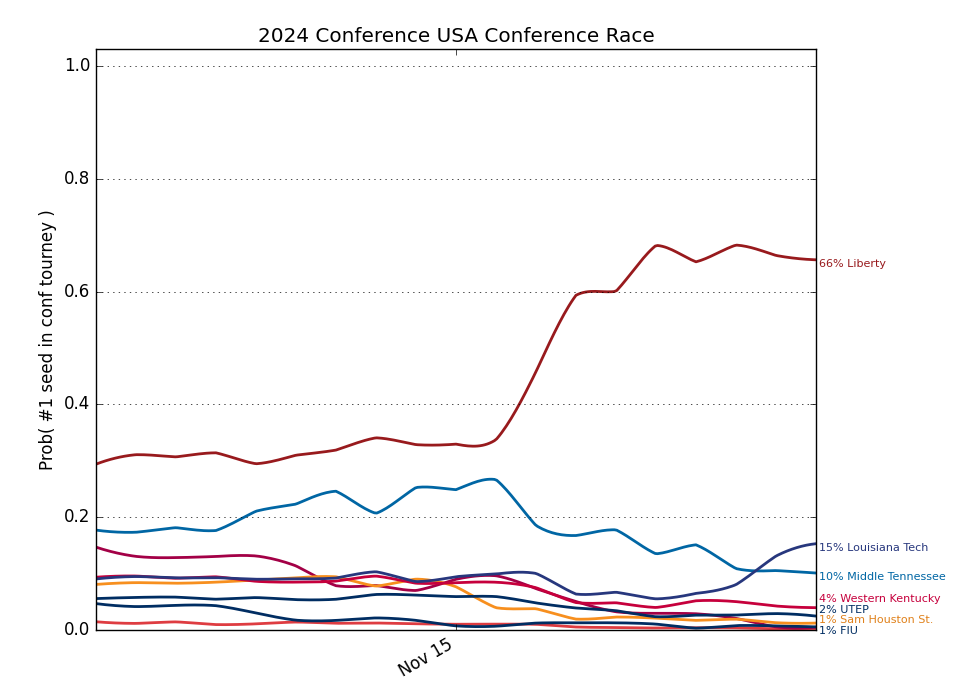 2024 Conference USA Conference Race
Prob( #1 seed in conf tourney )
1.0
0.8
0.6
0.4
0.2
0.0
Nov 15
66% Liberty
15% Louisiana Tech
10% Middle Tennessee
4% Western Kentucky
2% UTEP
1% Sam Houston St.
1% FIU